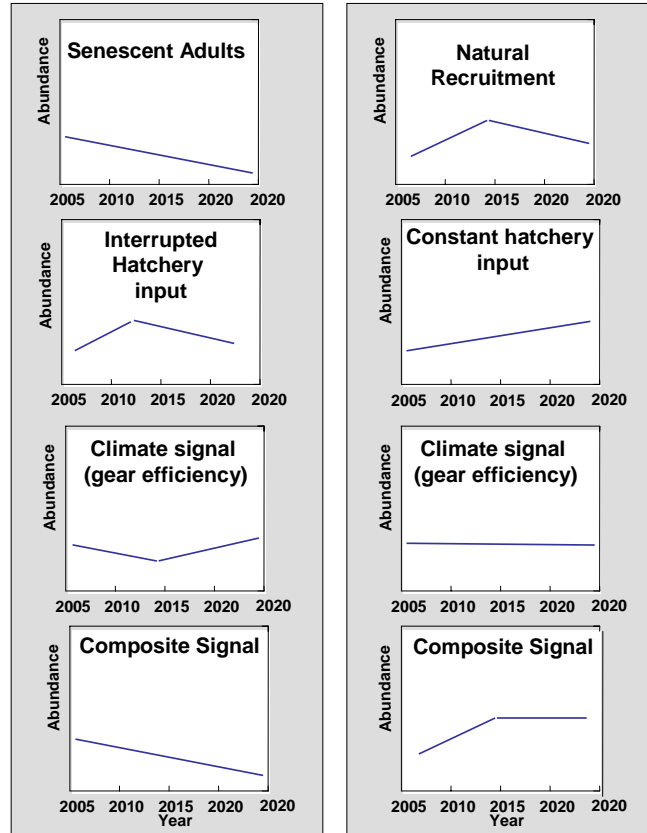 Abundance
Senescent Adults
2005 2010 2015 2020 2020
Abundance
Interrupted
Hatchery
input
2005 2010 2015 2020 2020
Abundance
Climate signal
(gear efficiency)
2005 2010 2015 2020 2020
Abundance
Composite Signal
2005 2010 2015 2020 2020
Year
Abundance
Natural
Recruitment
2005 2010 2015 2020 2020
Abundance
Constant hatchery
input
2005 2010 2015 2020 2020
Abundance
Climate signal
(gear efficiency)
2005 2010 2015 2020 2020
Abundance
Composite Signal
2005 2010 2015 2020 2020
Year